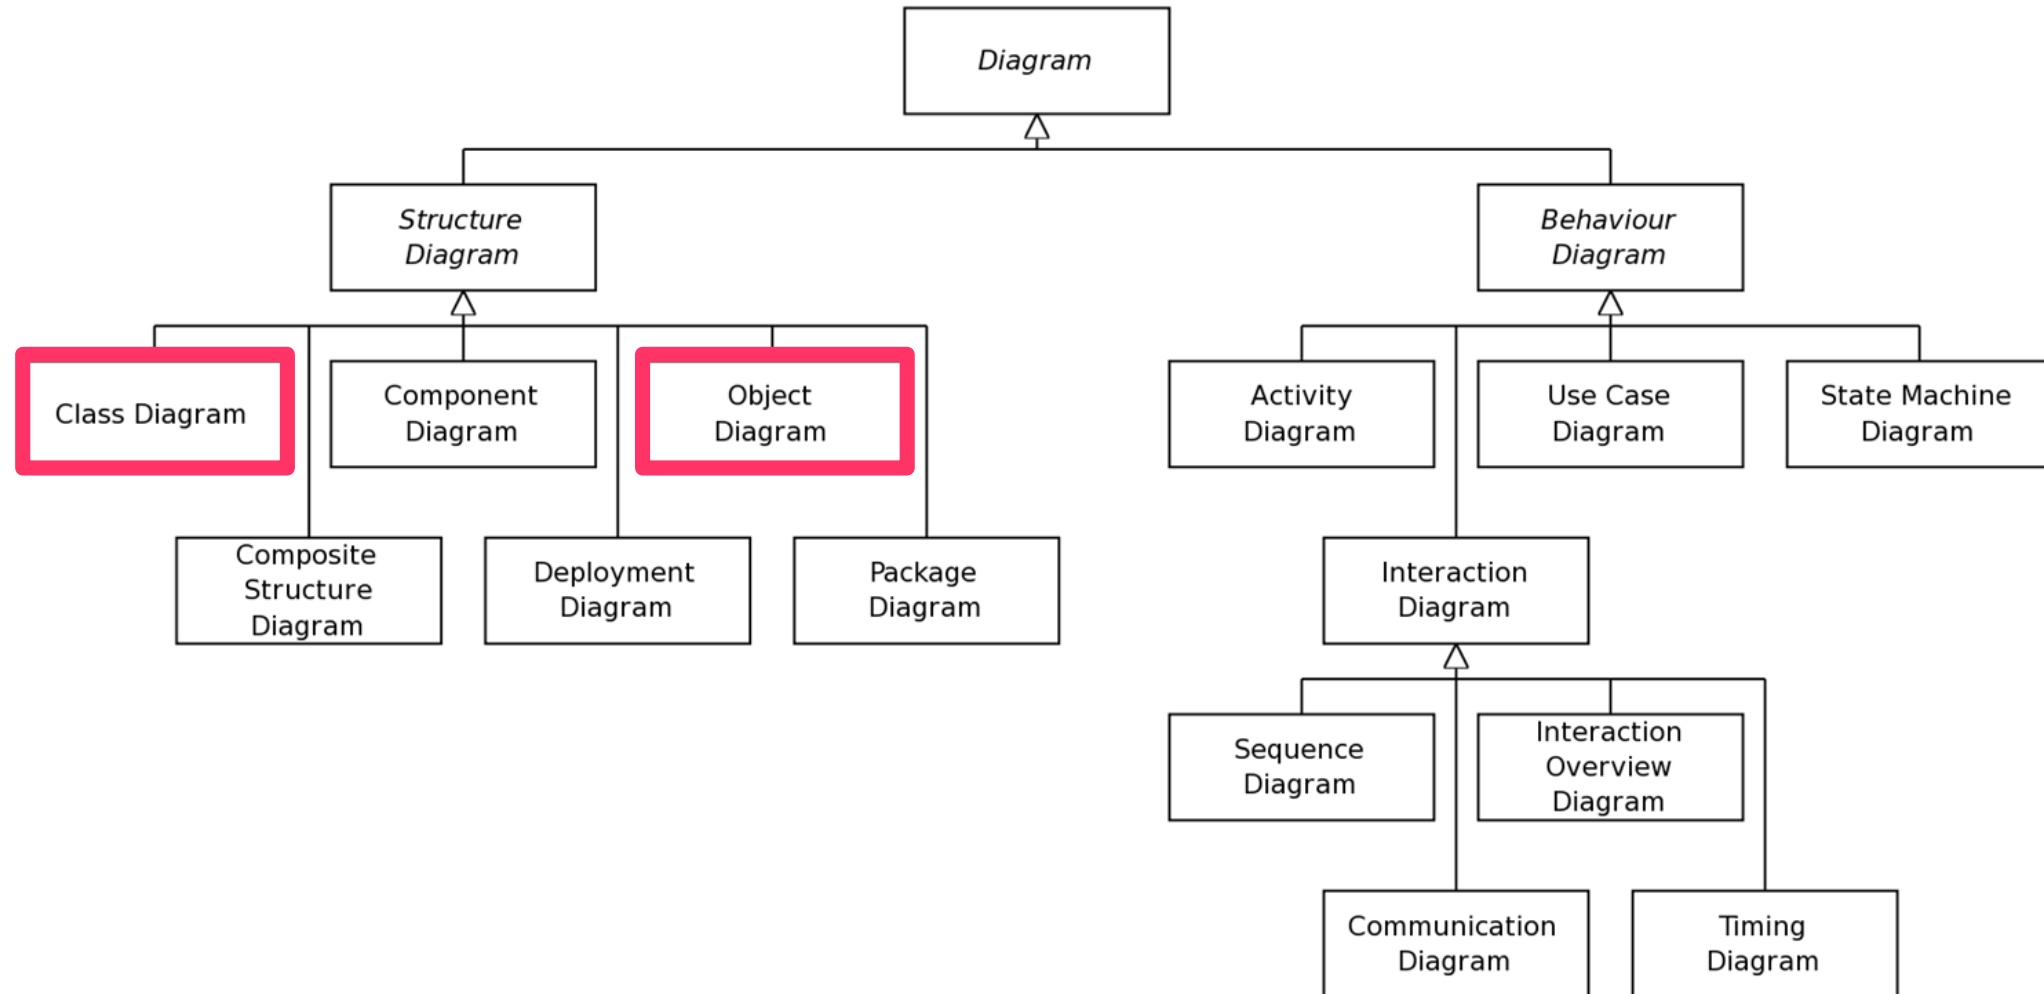 Diagram
Structure
Diagram
Behaviour
Diagram
Class Diagram
Component
Diagram
Object
Diagram
Activity
Diagram
Use Case
Diagram
State Machine
Diagram
Composite
Structure
Diagram
Deployment
Diagram
Package
Diagram
Interaction
Diagram
Sequence
Diagram
Interaction
Overview
Diagram
Communication
Diagram
Timing
Diagram